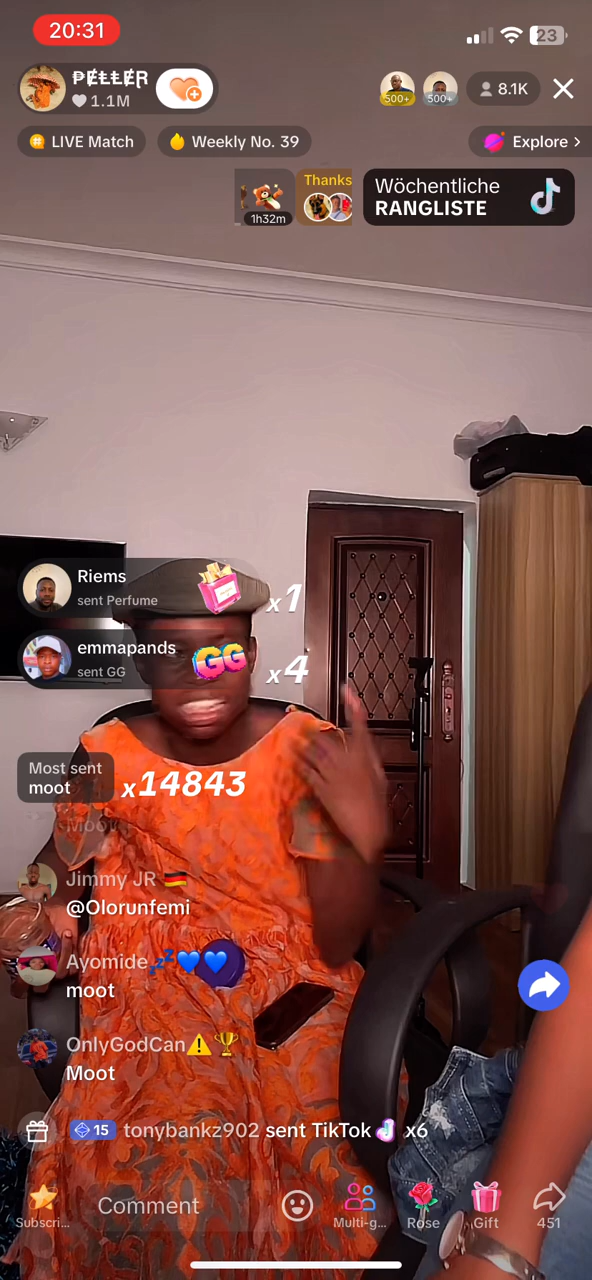 20:31
23
₱ɆⱠⱠɆⱤ
1.1M
500+
500+
8.1K
LIVE Match
Weekly No. 39
Explore >
1h32m
Thanks
Wöchentliche
RANGLISTE
Riems
sent Perfume
x1
emmapands
sent GG
GG
x4
Most sent
moot
x14843
Moot
Jimmy JR 🇩🇪
@Olorunfemi
Ayomide💤💙💙
moot
OnlyGodCan⚠️🏆
Moot
15 tonybankz902 sent TikTok x6
Subscri...
Comment
Multi-g...
Rose
Gift
451